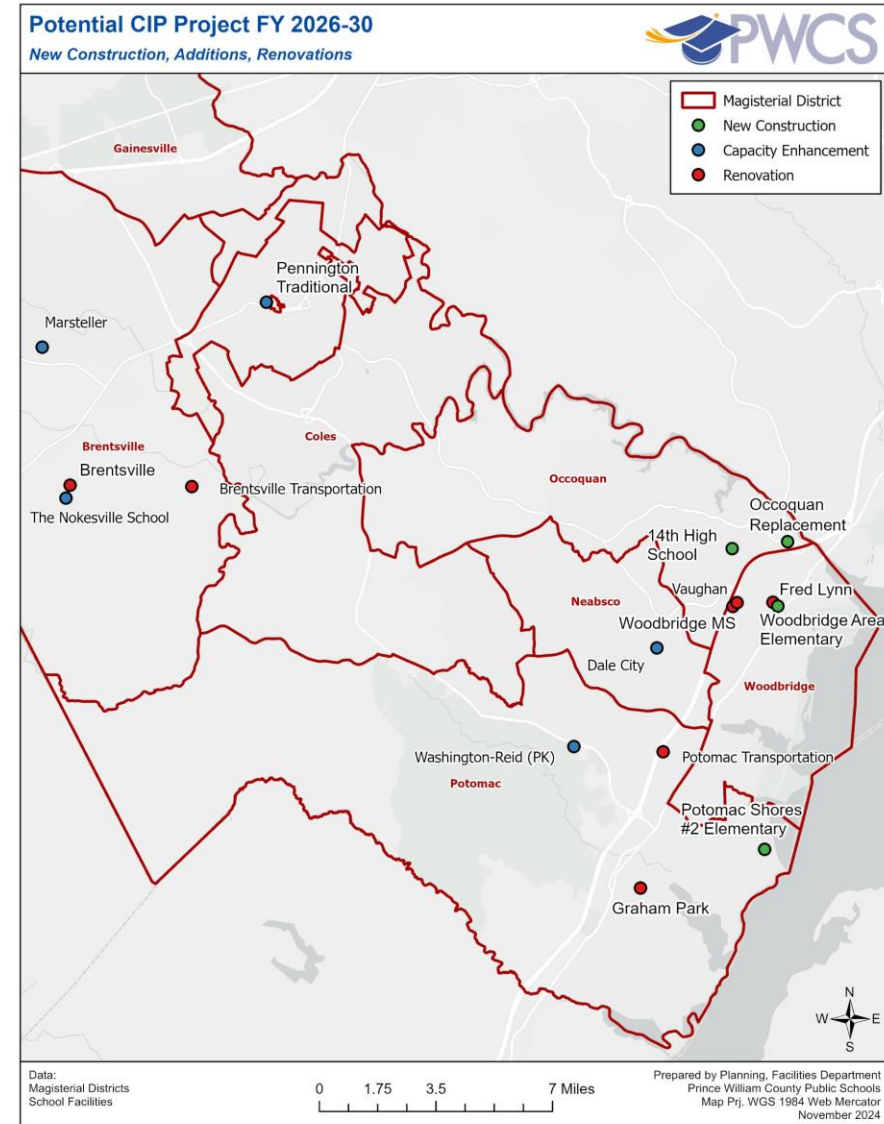 Potential CIP Project FY 2026-30
New Construction, Additions, Renovations
PWCS
Magisterial District
New Construction
Capacity Enhancement
Renovation
Gainesville
Pennington
Traditional
Marsteller
Brentsville
Coles
Brentsville
Brentsville Transportation
The Nokesville School
Occoquan
Occoquan
Replacement
14th High
School
Vaughan
Fred Lynn
Neabsco
Woodbridge MS
Woodbridge Area
Elementary
Dale City
Woodbridge
Washington-Reid (PK)
Potomac Transportation
Potomac
Potomac Shores
#2 Elementary
Graham Park
N
W
E
S
Data:
Magisterial Districts
School Facilities
0 1.75 3.5 7 Miles
Prepared by Planning, Facilities Department
Prince William County Public Schools
Map Prj. WGS 1984 Web Mercator
November 2024